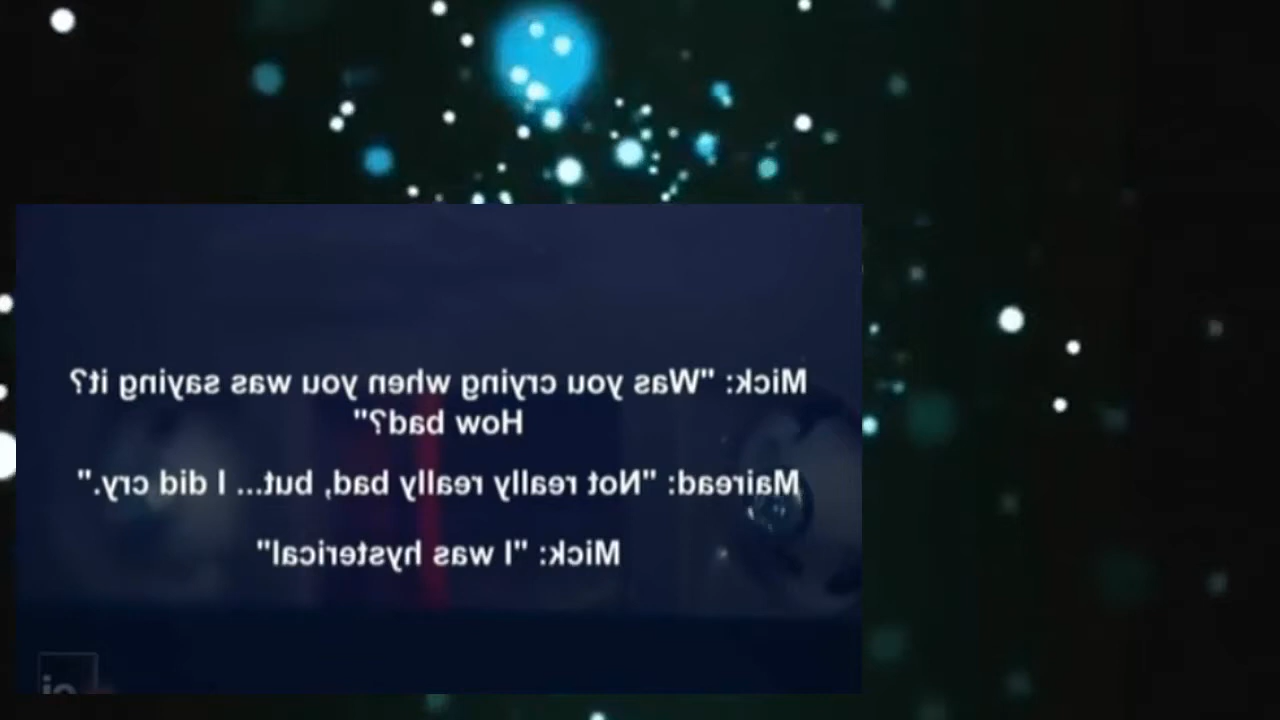 Mick: "Was you crying when you was saying it?
How bad?"
Mairead: "Not really really bad, but... I did cry."
Mick: "I was hysterical"